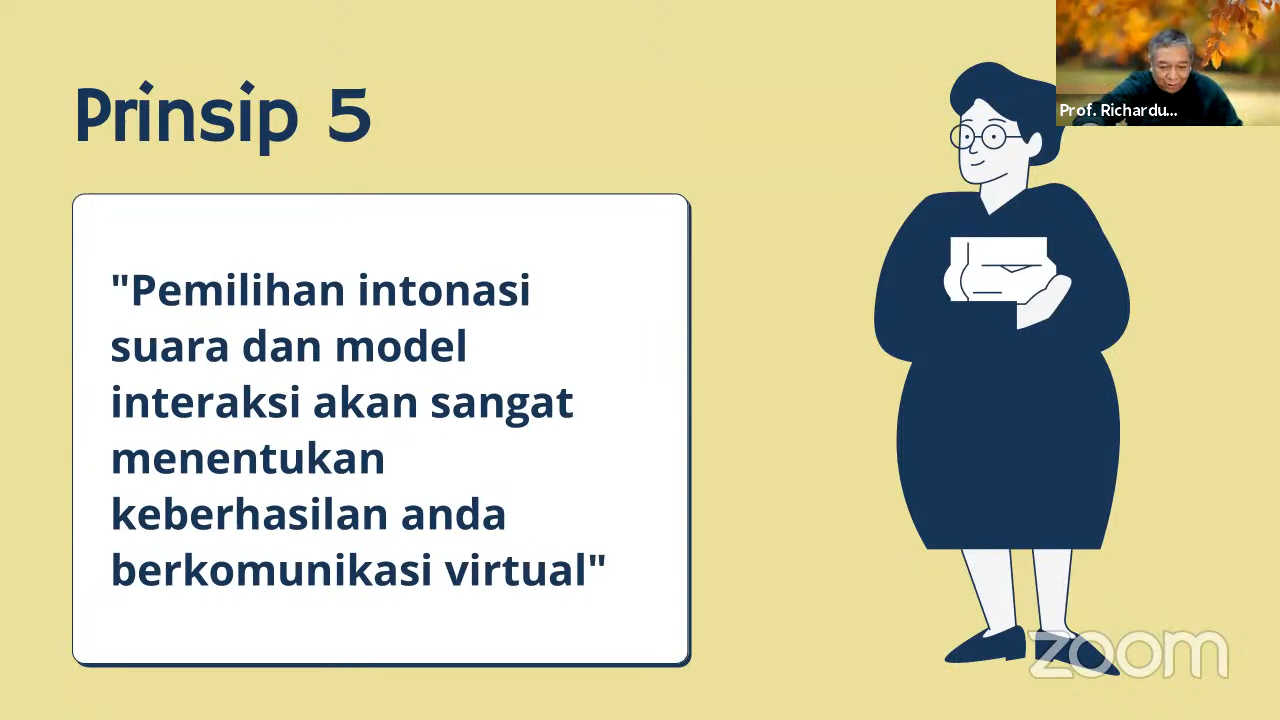 Prinsip 5
Prof. Richardu...
"Pemilihan intonasi
suara dan model
interaksi akan sangat
menentukan
keberhasilan anda
berkomunikasi virtual"
zoom